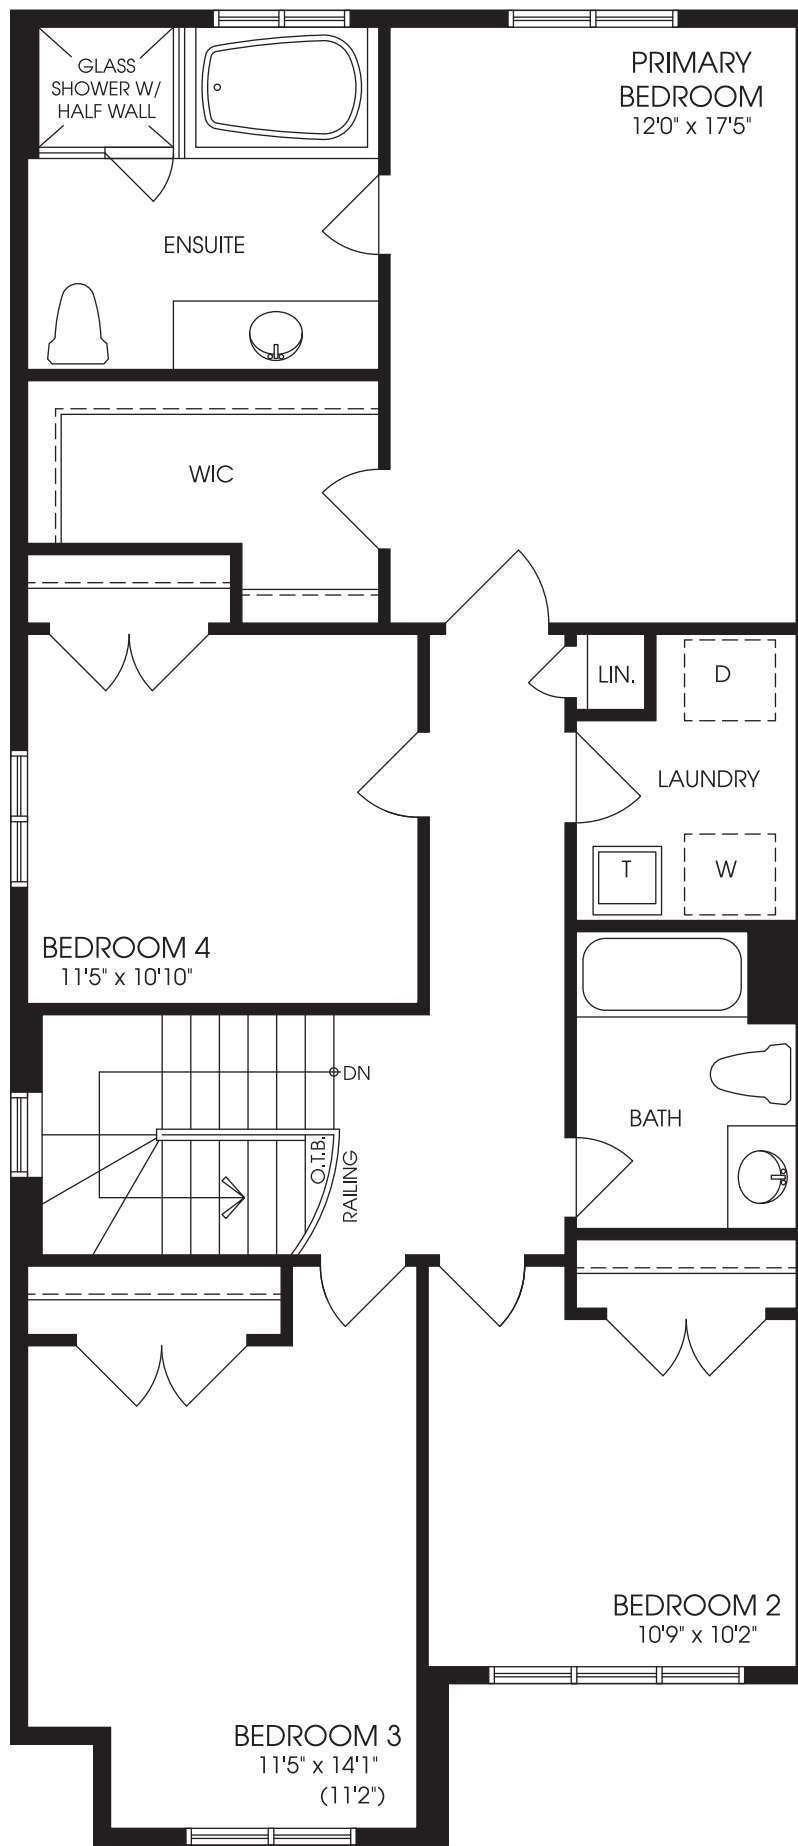 GLASS
SHOWER W/
HALF WALL
PRIMARY
BEDROOM
12'0" x 17'5"
ENSUITE
WIC
LIN.
D
LAUNDRY
T
W
BEDROOM 4
11'5" x 10'10"
DN
O.T.B.
RAILING
BATH
BEDROOM 2
10'9" x 10'2"
BEDROOM 3
11'5" x 14'1"
(11'2")